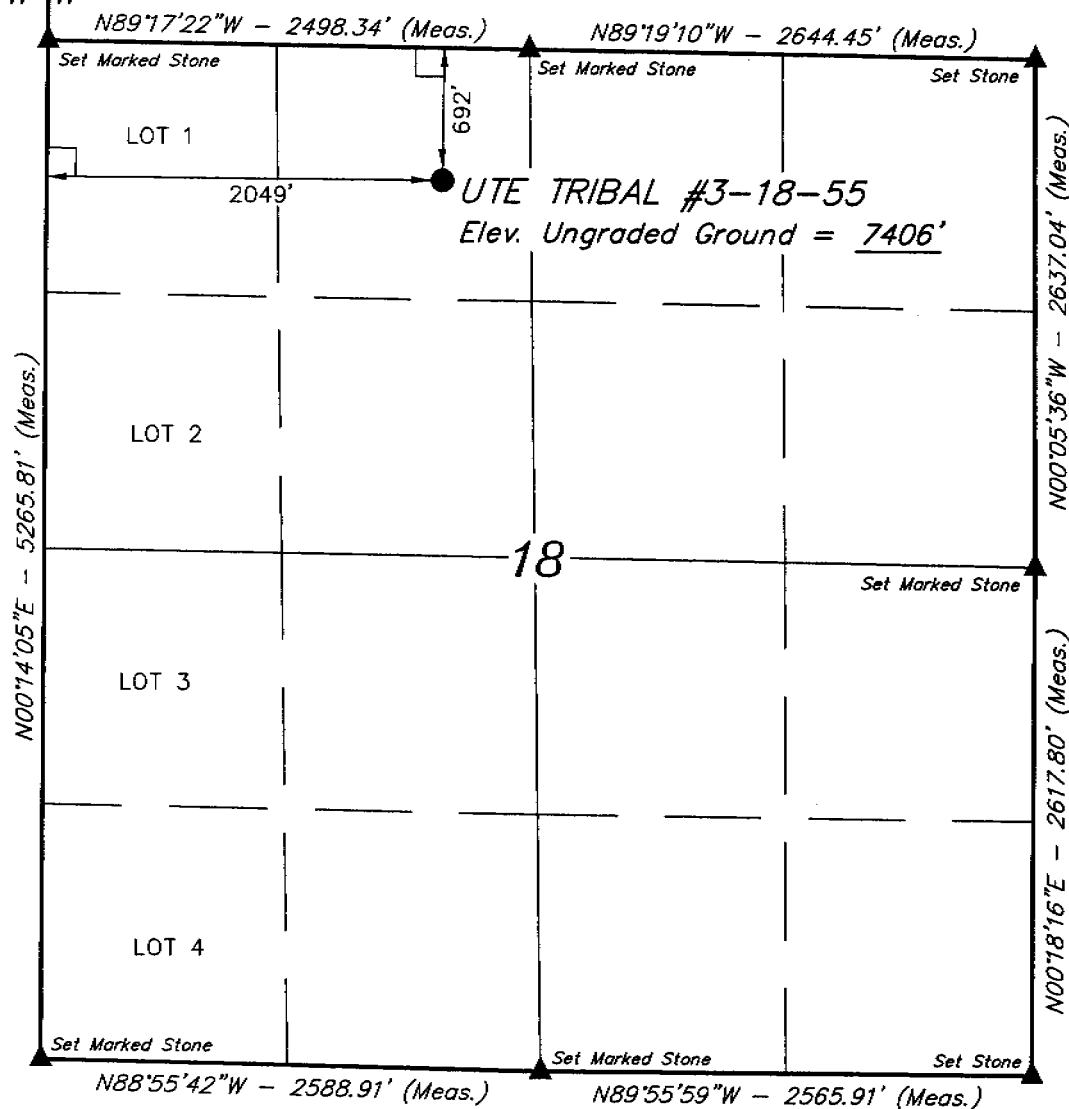 N89°17'22"W - 2498.34' (Meas.)
N89°19'10"W - 2644.45' (Meas.)
Set Marked Stone
Set Marked Stone
Set Stone
LOT 1
692'
2049'
UTE TRIBAL #3-18-55
Elev. Ungraded Ground = 7406'
N00°05'36"W - 2637.04' (Meas.)
N00°14'05"E - 5265.81' (Meas.)
LOT 2
18
Set Marked Stone
LOT 3
N00°18'16"E - 2617.80' (Meas.)
LOT 4
Set Marked Stone
Set Marked Stone
Set Stone
N88°55'42"W - 2588.91' (Meas.)
N89°55'59"W - 2565.91' (Meas.)